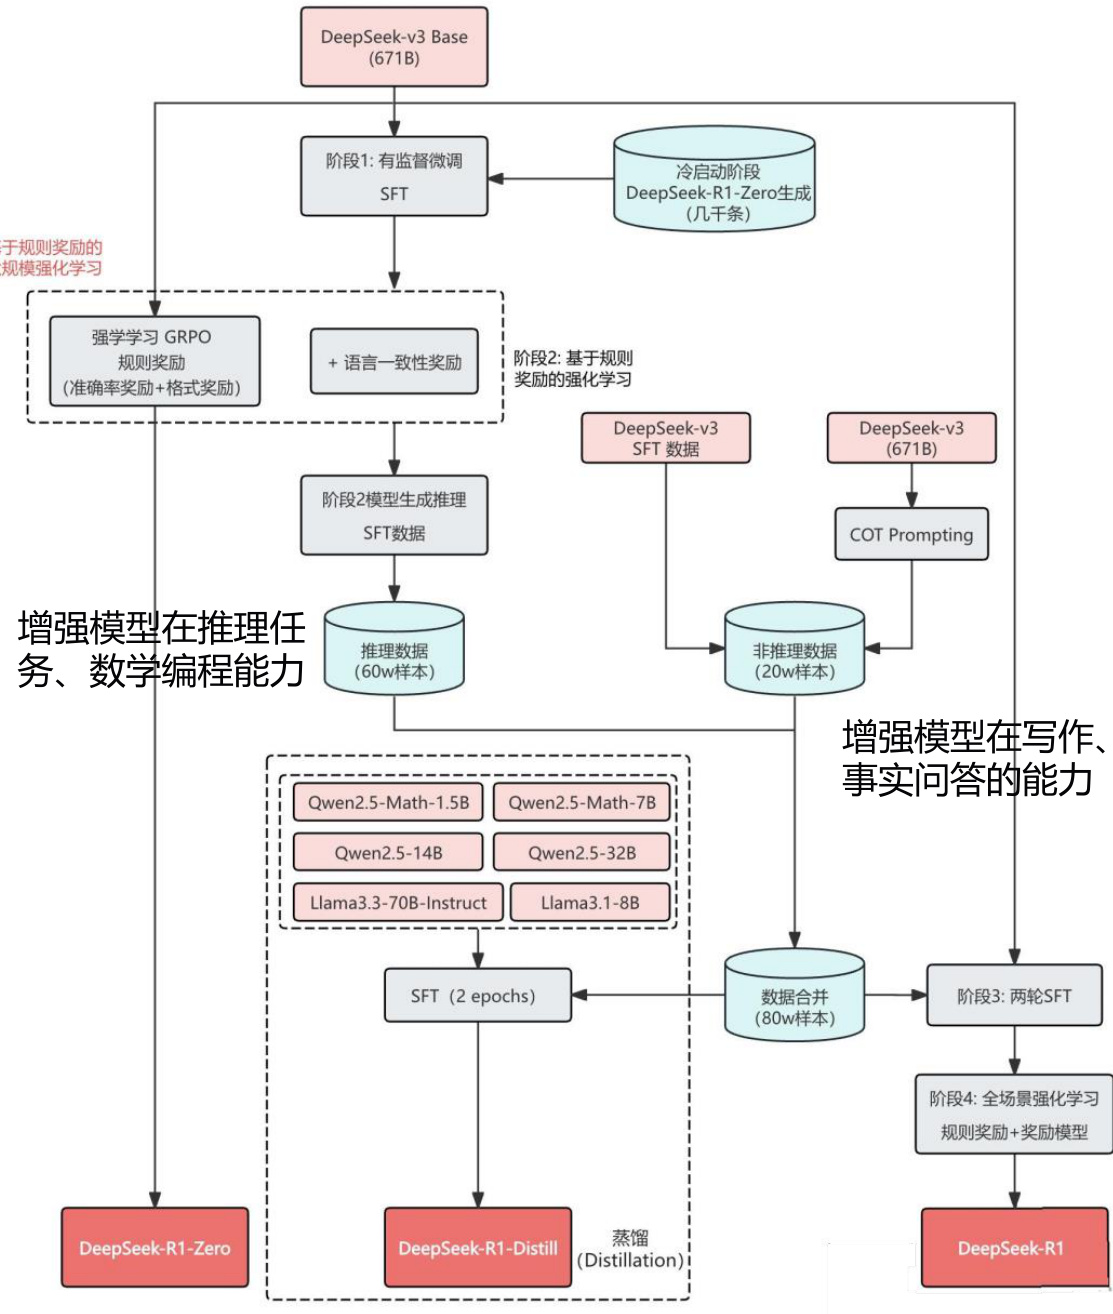 DeepSeek-v3 Base
(671B)
阶段1: 有监督微调
SFT
冷启动阶段
DeepSeek-R1-Zero生成
(几千条)
于规则奖励的
规模强化学习
强学学习 GRPO
规则奖励
(准确率奖励+格式奖励)
+ 语言一致性奖励
阶段2: 基于规则
奖励的强化学习
DeepSeek-v3
SFT 数据
DeepSeek-v3
(671B)
阶段2模型生成推理
SFT数据
COT Prompting
增强模型在推理任
务、数学编程能力
推理数据
(60w样本)
非推理数据
(20w样本)
增强模型在写作、
事实问答的能力
Qwen2.5-Math-1.5B
Qwen2.5-Math-7B
Qwen2.5-14B
Qwen2.5-32B
Llama3.3-70B-Instruct
Llama3.1-8B
SFT（2 epochs）
数据合并
(80w样本)
阶段3: 两轮SFT
阶段4: 全场景强化学习
规则奖励+奖励模型
DeepSeek-R1-Zero
DeepSeek-R1-Distill
蒸馏
(Distillation)
DeepSeek-R1